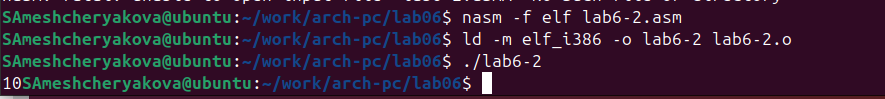 SAmeshcheryakova@ubuntu:~/work/arch-pc/lab06$ nasm -f elf lab6-2.asm
SAmeshcheryakova@ubuntu:~/work/arch-pc/lab06$ ld -m elf_i386 -o lab6-2 lab6-2.o
SAmeshcheryakova@ubuntu:~/work/arch-pc/lab06$ ./lab6-2
10SAmeshcheryakova@ubuntu:~/work/arch-pc/lab06$